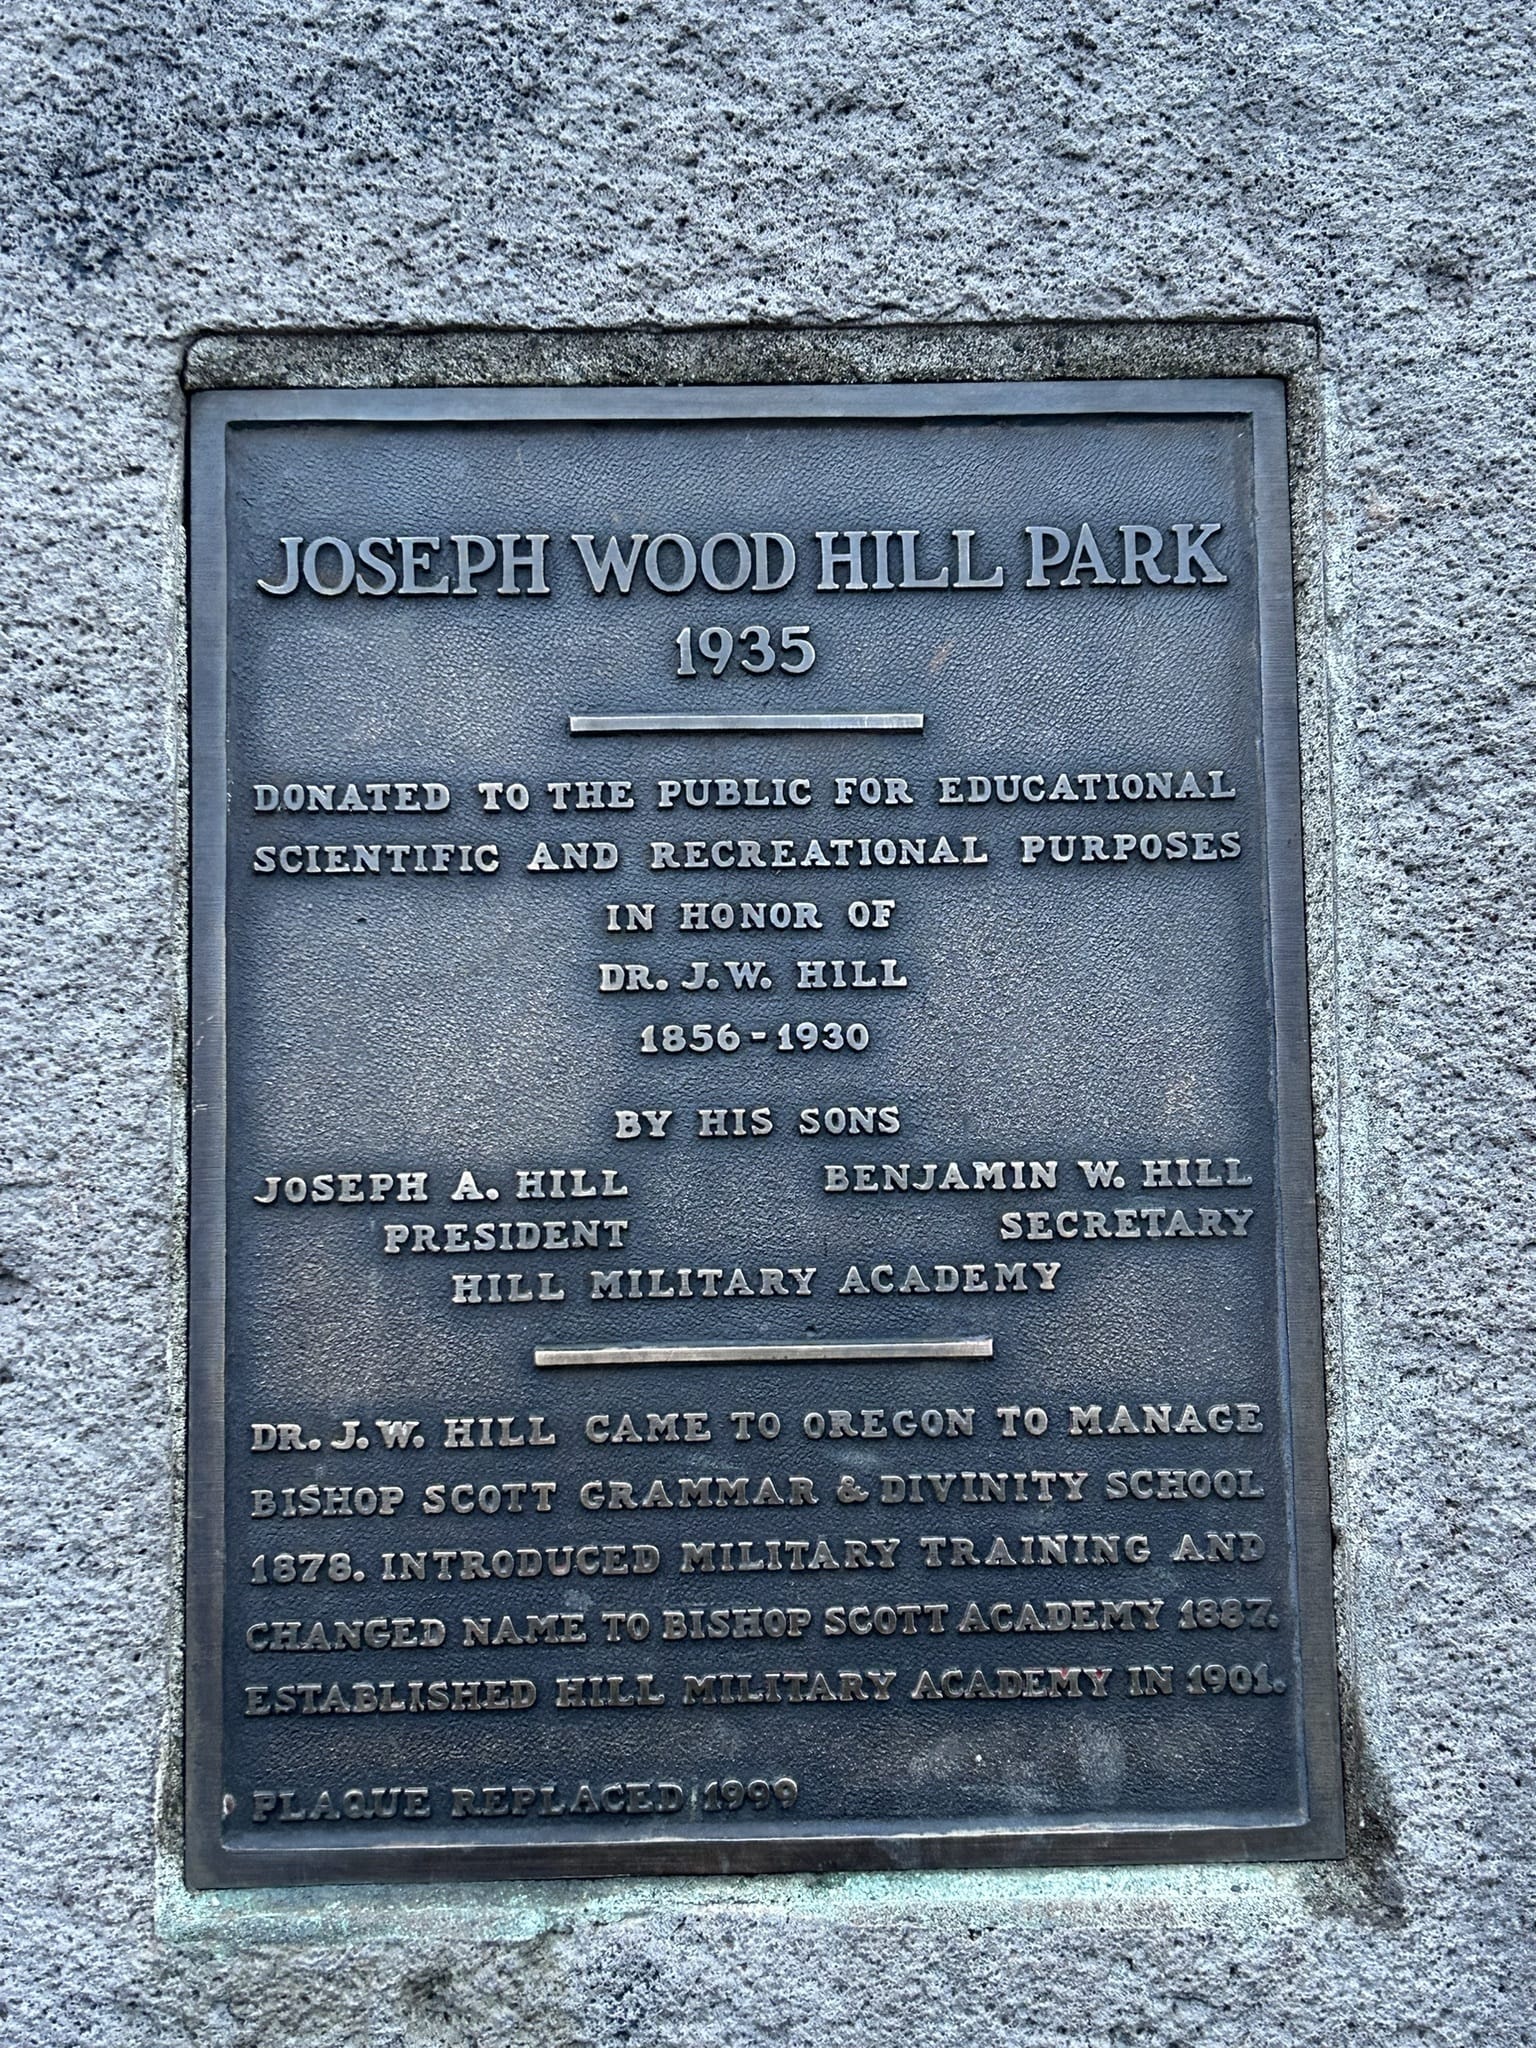 JOSEPH WOOD HILL PARK
1935
DONATED TO THE PUBLIC FOR EDUCATIONAL
SCIENTIFIC AND RECREATIONAL PURPOSES
IN HONOR OF
DR. J.W. HILL
1856-1930
BY HIS SONS
JOSEPH A. HILL BENJAMIN W. HILL
PRESIDENT SECRETARY
HILL MILITARY ACADEMY
DR. J.W. HILL CAME TO OREGON TO MANAGE
BISHOP SCOTT GRAMMAR & DIVINITY SCHOOL
1878. INTRODUCED MILITARY TRAINING AND
CHANGED NAME TO BISHOP SCOTT ACADEMY 1887.
ESTABLISHED HILL MILITARY ACADEMY IN 1901.
PLAQUE REPLACED 1999